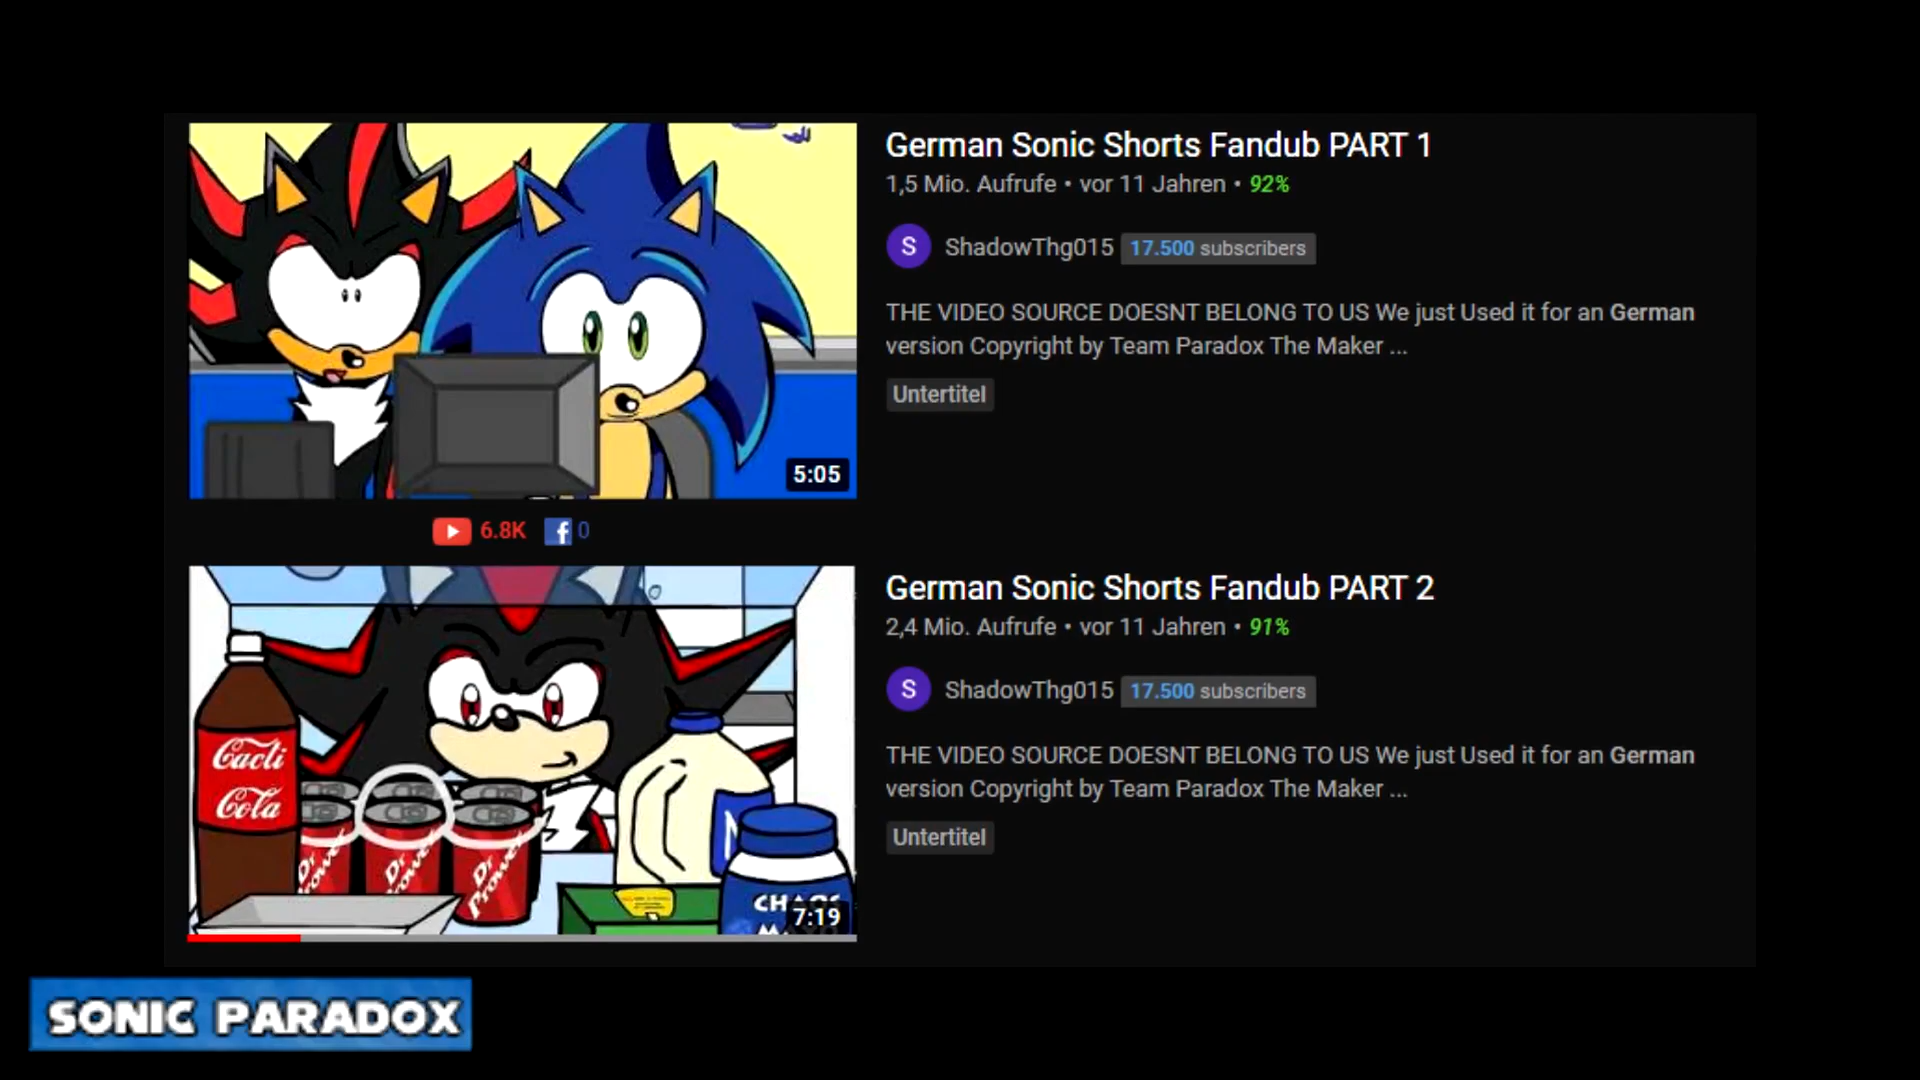 German Sonic Shorts Fandub PART 1
1,5 Mio. Aufrufe • vor 11 Jahren • 92%
S ShadowThg015 17.500 subscribers
THE VIDEO SOURCE DOESNT BELONG TO US We just Used it for an German
version Copyright by Team Paradox The Maker ...
Untertitel
5:05
6.8K f 0
German Sonic Shorts Fandub PART 2
2,4 Mio. Aufrufe • vor 11 Jahren • 91%
S ShadowThg015 17.500 subscribers
THE VIDEO SOURCE DOESNT BELONG TO US We just Used it for an German
version Copyright by Team Paradox The Maker ...
Untertitel
Cacti
Cola
Dr
Prower
7:19
SONIC PARADOX